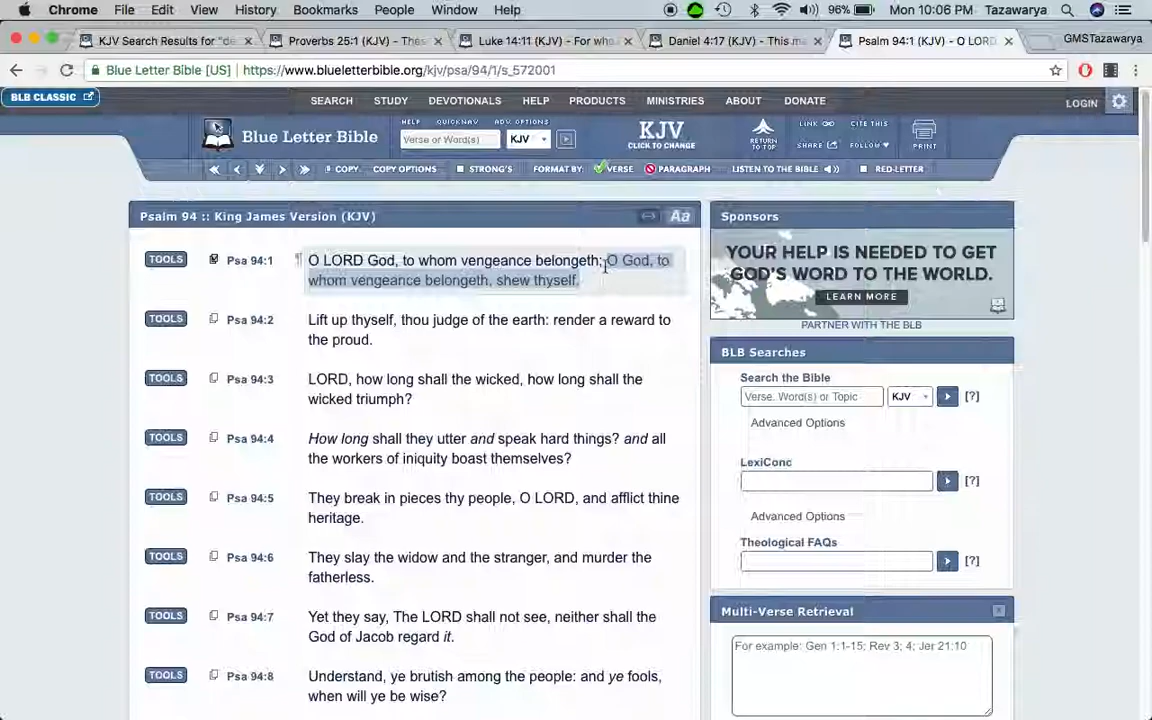 Chrome File Edit View History Bookmarks People Window Help 96% Mon 10:06 PM Tazawarya
KJV Search Results for "de × Proverbs 25:1 (KJV) - Thes × Luke 14:11 (KJV) - For who × Daniel 4:17 (KJV) - This ma × Psalm 94:1 (KJV) - O LORD × GMSTazawarya
Blue Letter Bible [US] https://www.blueletterbible.org/kjv/psa/94/1/s_572001
BLB CLASSIC
SEARCH STUDY DEVOTIONALS HELP PRODUCTS MINISTRIES ABOUT DONATE LOGIN
HELP QUICKNAV ADV. OPTIONS
Blue Letter Bible
Verse or Word(s) KJV
KJV
CLICK TO CHANGE
RETURN
TO TOP
LINK CITE THIS
SHARE FOLLOW
PRINT
COPY COPY OPTIONS STRONG'S FORMAT BY: VERSE PARAGRAPH LISTEN TO THE BIBLE RED-LETTER
Psalm 94 :: King James Version (KJV) Aa
TOOLS Psa 94:1 ¶ O LORD God, to whom vengeance belongeth; O God, to
whom vengeance belongeth, shew thyself.
TOOLS Psa 94:2 Lift up thyself, thou judge of the earth: render a reward to
the proud.
TOOLS Psa 94:3 LORD, how long shall the wicked, how long shall the
wicked triumph?
TOOLS Psa 94:4 How long shall they utter and speak hard things? and all
the workers of iniquity boast themselves?
TOOLS Psa 94:5 They break in pieces thy people, O LORD, and afflict thine
heritage.
TOOLS Psa 94:6 They slay the widow and the stranger, and murder the
fatherless.
TOOLS Psa 94:7 Yet they say, The LORD shall not see, neither shall the
God of Jacob regard it.
TOOLS Psa 94:8 Understand, ye brutish among the people: and ye fools,
when will ye be wise?
Sponsors
YOUR HELP IS NEEDED TO GET
GOD'S WORD TO THE WORLD.
LEARN MORE
PARTNER WITH THE BLB
BLB Searches
Search the Bible
Verse, Word(s) or Topic KJV [?]
Advanced Options
LexiConc
[?]
Advanced Options
Theological FAQs
[?]
Multi-Verse Retrieval
For example: Gen 1:1-15; Rev 3; 4; Jer 21:10